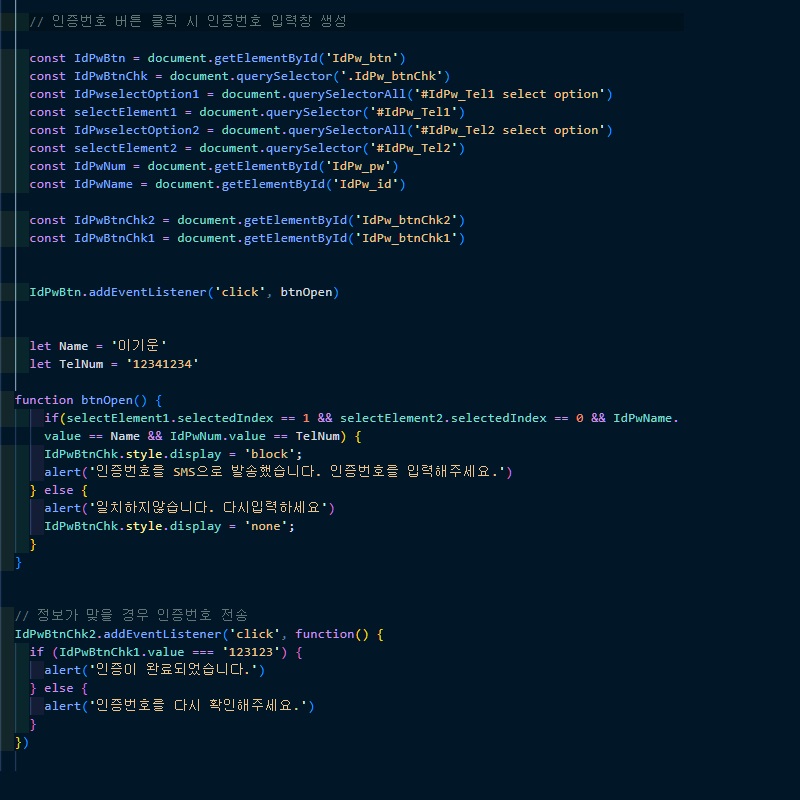 // 인증번호 버튼 클릭 시 인증번호 입력창 생성
const IdPwBtn = document.getElementById('IdPw_btn')
const IdPwBtnChk = document.querySelector('.IdPw_btnChk')
const IdPwselectOption1 = document.querySelectorAll('#IdPw_Tel1 select option')
const selectElement1 = document.querySelector('#IdPw_Tel1')
const IdPwselectOption2 = document.querySelectorAll('#IdPw_Tel2 select option')
const selectElement2 = document.querySelector('#IdPw_Tel2')
const IdPwNum = document.getElementById('IdPw_pw')
const IdPwName = document.getElementById('IdPw_id')
const IdPwBtnChk2 = document.getElementById('IdPw_btnChk2')
const IdPwBtnChk1 = document.getElementById('IdPw_btnChk1')
IdPwBtn.addEventListener('click', btnOpen)
let Name = '이기운'
let TelNum = '12341234'
function btnOpen() {
if(selectElement1.selectedIndex == 1 && selectElement2.selectedIndex == 0 && IdPwName.
value == Name && IdPwNum.value == TelNum) {
IdPwBtnChk.style.display = 'block';
alert('인증번호를 SMS으로 발송했습니다. 인증번호를 입력해주세요.')
} else {
alert('일치하지않습니다. 다시입력하세요')
IdPwBtnChk.style.display = 'none';
}
}
// 정보가 맞을 경우 인증번호 전송
IdPwBtnChk2.addEventListener('click', function() {
if (IdPwBtnChk1.value === '123123') {
alert('인증이 완료되었습니다.')
} else {
alert('인증번호를 다시 확인해주세요.')
}
})